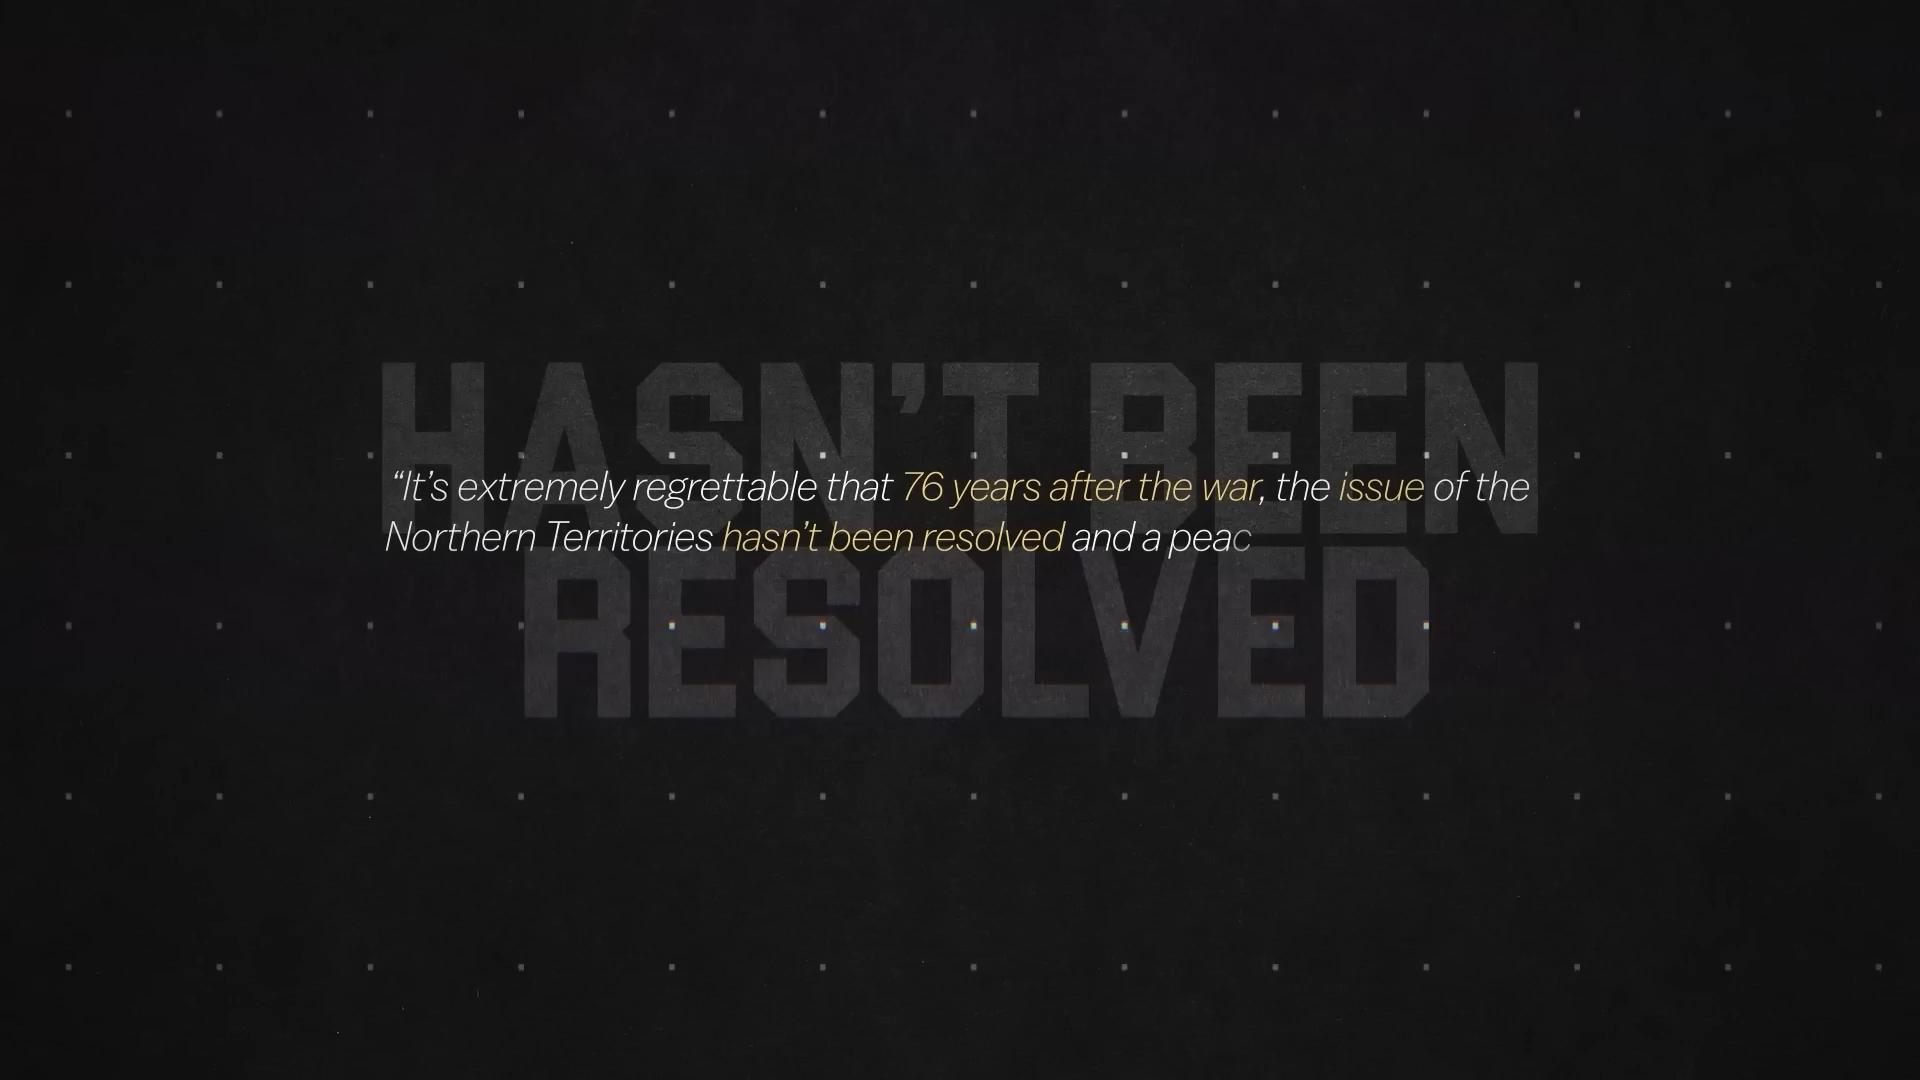 HASN’T BEEN
“It’s extremely regrettable that 76 years after the war, the issue of the
Northern Territories hasn’t been resolved and a peac
RESOLVED